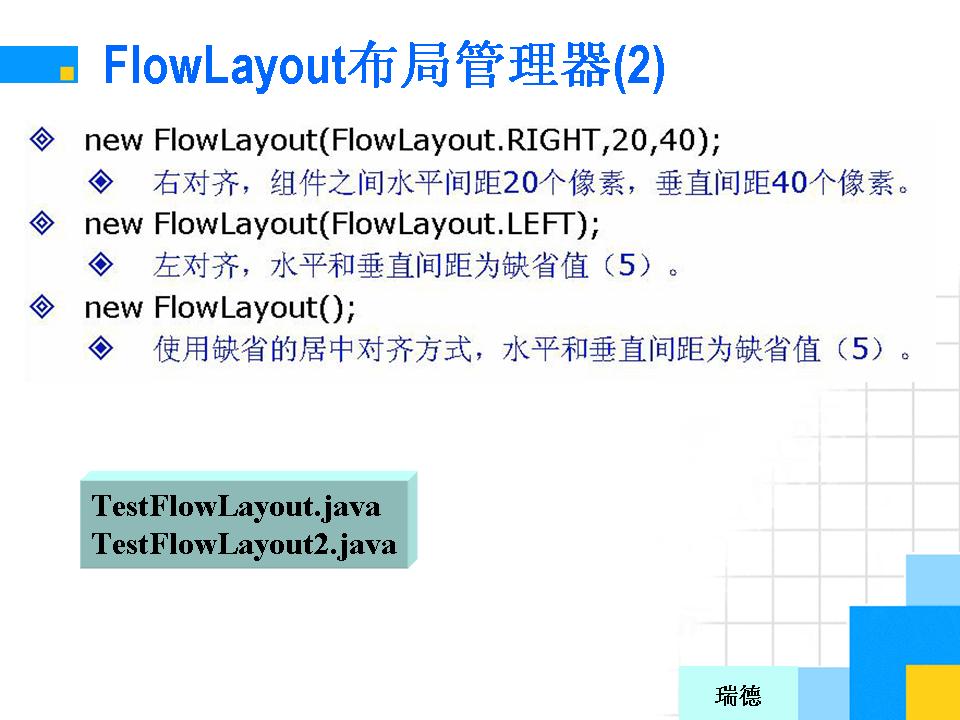 FlowLayout布局管理器(2)
new FlowLayout(FlowLayout.RIGHT,20,40);
右对齐，组件之间水平间距20个像素，垂直间距40个像素。
new FlowLayout(FlowLayout.LEFT);
左对齐，水平和垂直间距为缺省值（5）。
new FlowLayout();
使用缺省的居中对齐方式，水平和垂直间距为缺省值（5）。
TestFlowLayout.java
TestFlowLayout2.java
瑞德